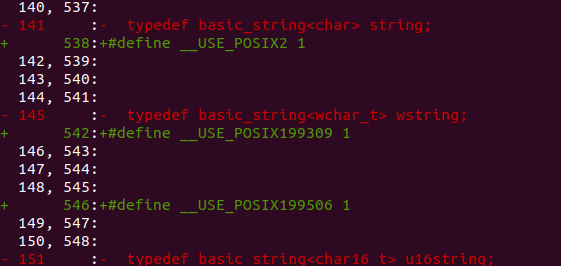 140, 537:
- 141      :-  typedef basic_string<char> string;
+      538:+#define __USE_POSIX2 1
142, 539:
143, 540:
144, 541:
- 145      :-  typedef basic_string<wchar_t> wstring;
+      542:+#define __USE_POSIX199309 1
146, 543:
147, 544:
148, 545:
+      546:+#define __USE_POSIX199506 1
149, 547:
150, 548:
- 151      :-  typedef basic_string<char16_t> u16string;